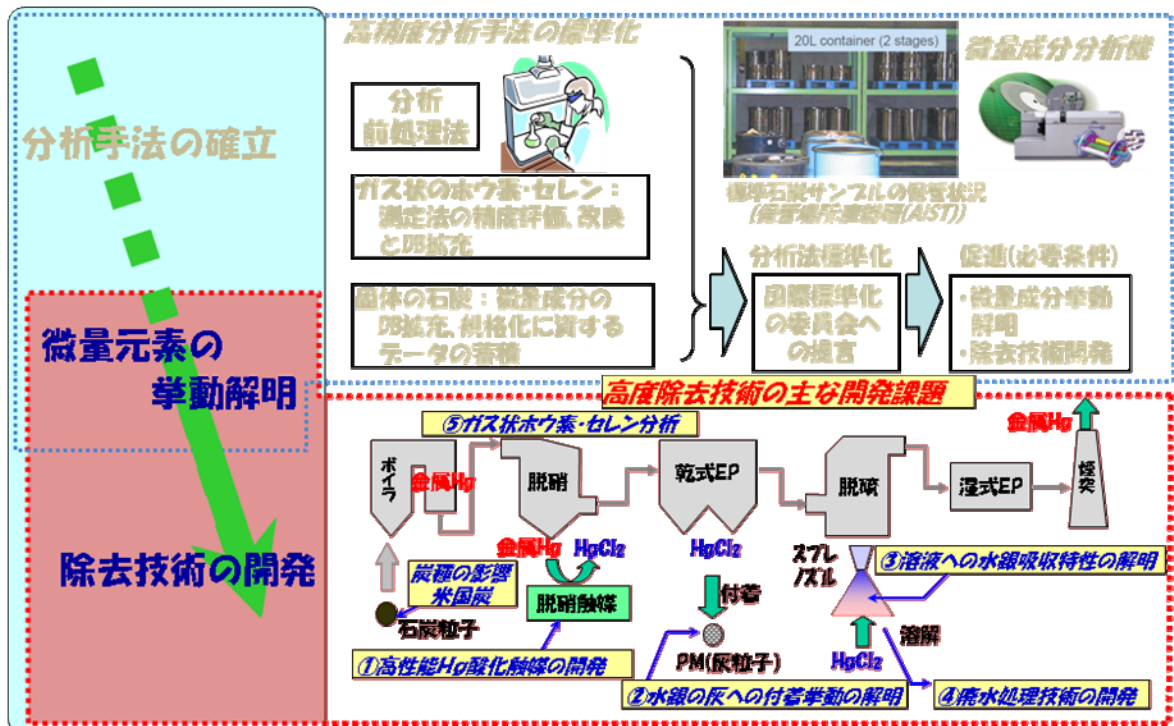 高精度分析手法の標準化
20L container (2 stages)
微量成分分析機
分析
前処理法
分析手法の確立
ガス状のホウ素・セレン：
測定法の精度評価、改良
と即拡充
標準石炭サンプルの保管状況
固体の石炭：微量成分の
即拡充、規格化に資する
データの蓄積
分析法標準化
国際標準化
の委員会へ
の提言
促進(必要条件)
・微量成分挙動
解明
・除去技術開発
微量元素の
挙動解明
高度除去技術の主な開発課題
⑤ガス状ホウ素・セレン分析
金属Hg
ボイラ
金属Hg
脱硝
乾式EP
脱硫
湿式EP
煙突
金属Hg
HgCl2
HgCl2
スプレ
ノズル
③溶液への水銀吸収特性の解明
除去技術の開発
炭種の影響
米国炭
脱硝触媒
付着
石炭粒子
溶解
①高性能Hg酸化触媒の開発
PM(灰粒子)
HgCl2
②水銀の灰への付着挙動の解明
④廃水処理技術の開発